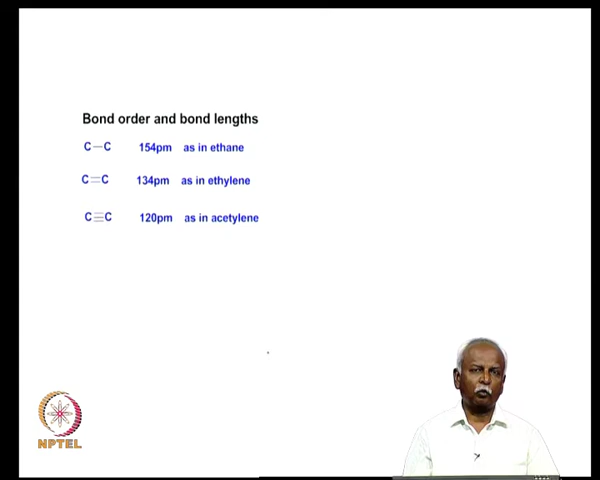 Bond order and bond lengths
C—C 154pm as in ethane
C=C 134pm as in ethylene
C≡C 120pm as in acetylene
NPTEL